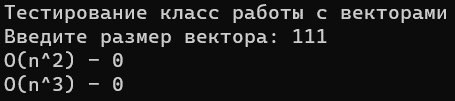 Тестирование класс работы с векторами
Введите размер вектора: 111
O(n^2) - 0
O(n^3) - 0